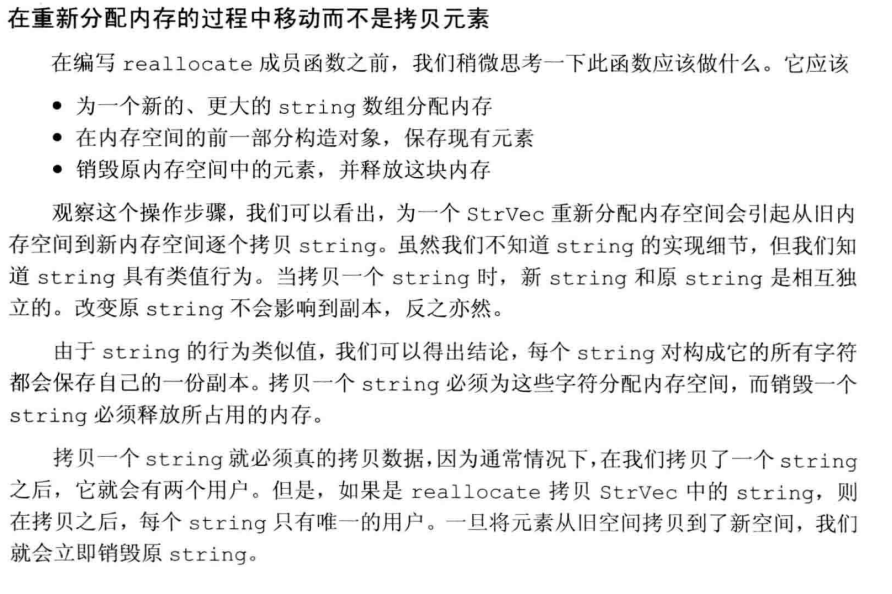 在重新分配内存的过程中移动而不是拷贝元素
在编写 reallocate 成员函数之前，我们稍微思考一下此函数应该做什么。它应该
● 为一个新的、更大的 string 数组分配内存
● 在内存空间的前一部分构造对象，保存现有元素
● 销毁原内存空间中的元素，并释放这块内存
观察这个操作步骤，我们可以看出，为一个 StrVec 重新分配内存空间会引起从旧内
存空间到新内存空间逐个拷贝 string。虽然我们不知道 string 的实现细节，但我们知
道 string 具有类值行为。当拷贝一个 string 时，新 string 和原 string 是相互独
立的。改变原 string 不会影响到副本，反之亦然。
由于 string 的行为类似值，我们可以得出结论，每个 string 对构成它的所有字符
都会保存自己的一份副本。拷贝一个 string 必须为这些字符分配内存空间，而销毁一个
string 必须释放所占用的内存。
拷贝一个 string 就必须真的拷贝数据，因为通常情况下，在我们拷贝了一个 string
之后，它就会有两个用户。但是，如果是 reallocate 拷贝 StrVec 中的 string，则
在拷贝之后，每个 string 只有唯一的用户。一旦将元素从旧空间拷贝到了新空间，我们
就会立即销毁原 string。